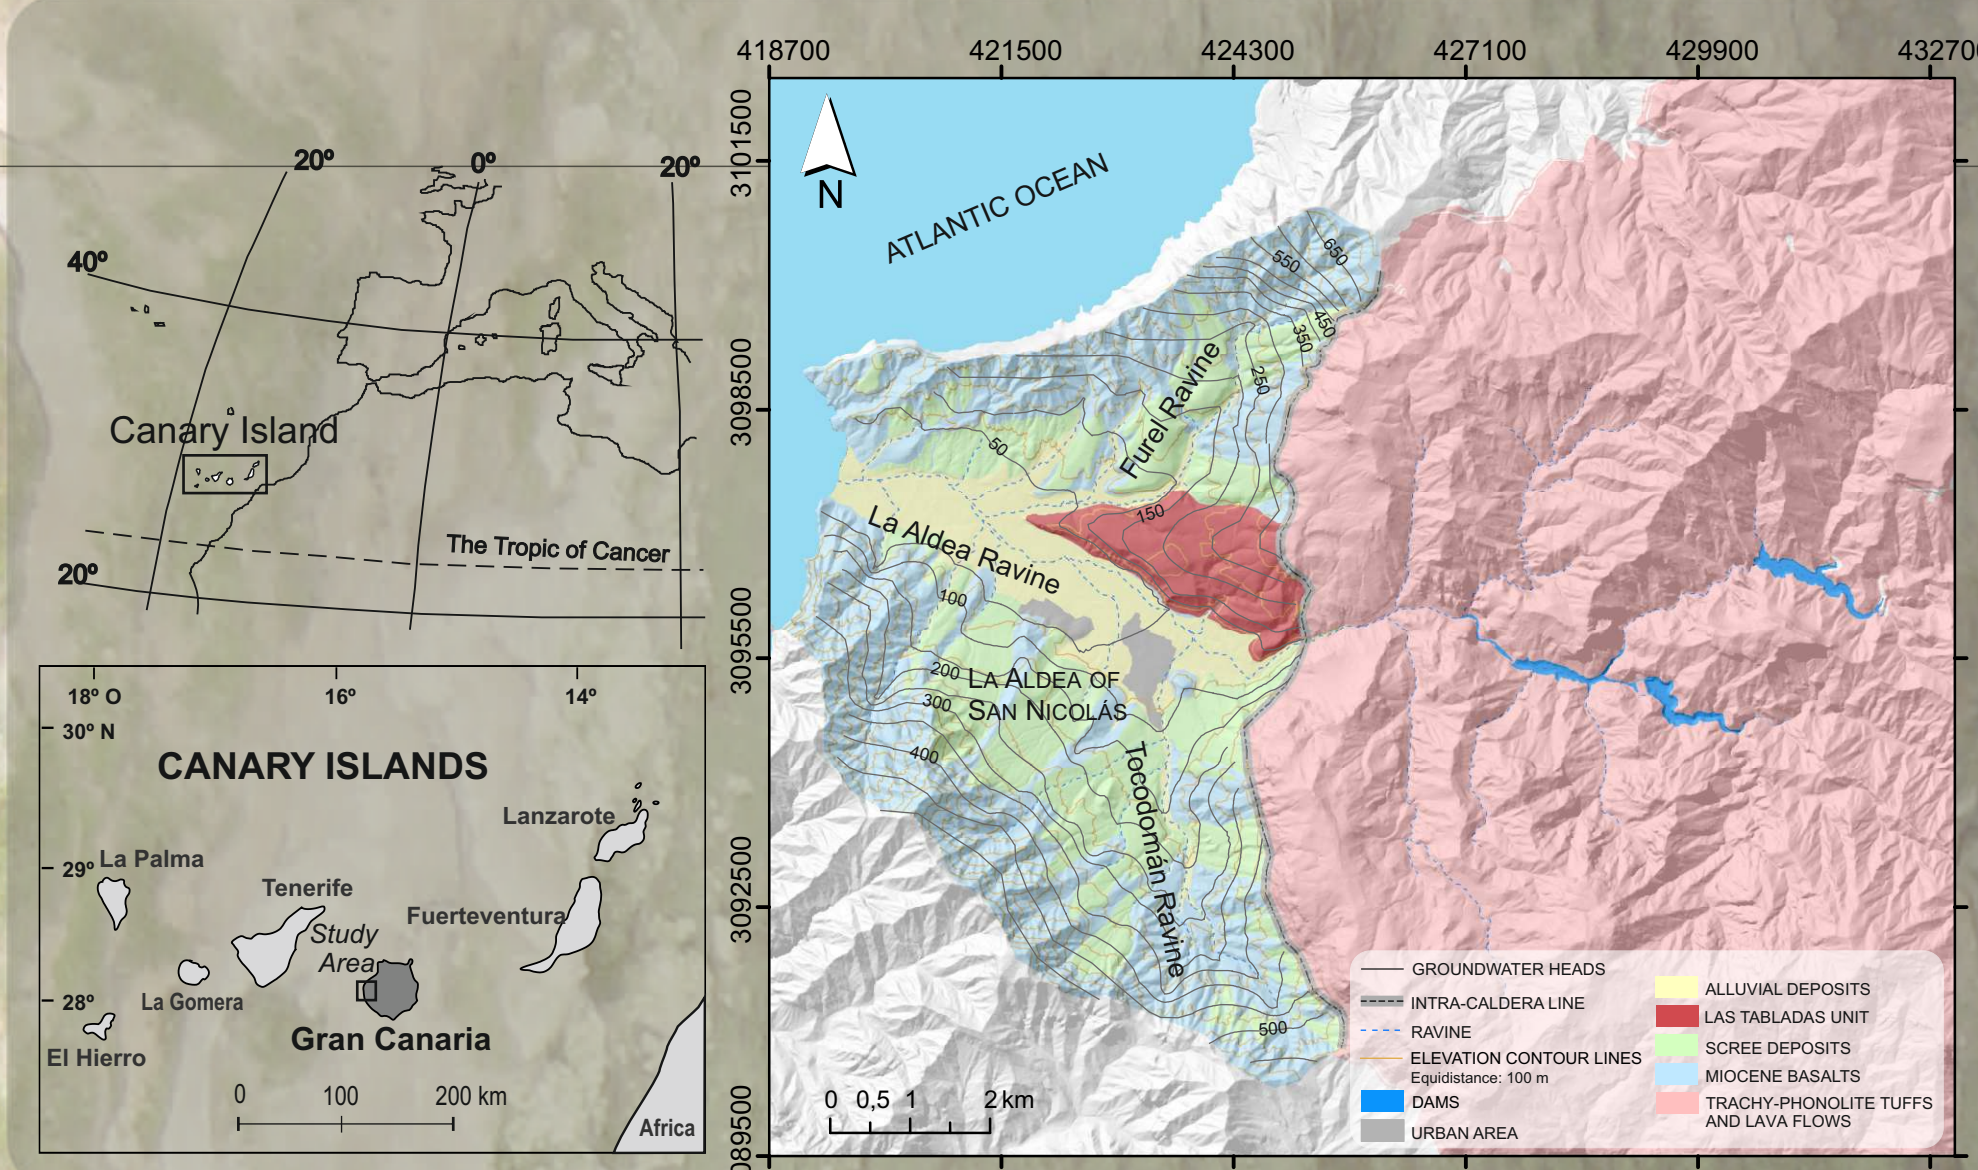 20º
0º
20º
40º
Canary Island
The Tropic of Cancer
20º
18º O
16º
14º
30º N
CANARY ISLANDS
Lanzarote
29º
La Palma
Tenerife
Fuerteventura
Study
Area
28º
La Gomera
Gran Canaria
El Hierro
0
100
200 km
Africa
418700
421500
424300
427100
429900
3101500
3098500
3095500
3092500
N
ATLANTIC OCEAN
650
550
450
350
250
Furel Ravine
50
150
La Aldea Ravine
100
200
LA ALDEA OF
SAN NICOLÁS
300
400
Tocodomán Ravine
500
0 0,5 1 2 km
GROUNDWATER HEADS
INTRA-CALDERA LINE
RAVINE
ELEVATION CONTOUR LINES
Equidistance: 100 m
DAMS
URBAN AREA
ALLUVIAL DEPOSITS
LAS TABLADAS UNIT
SCREE DEPOSITS
MIOCENE BASALTS
TRACHY-PHONOLITE TUFFS
AND LAVA FLOWS